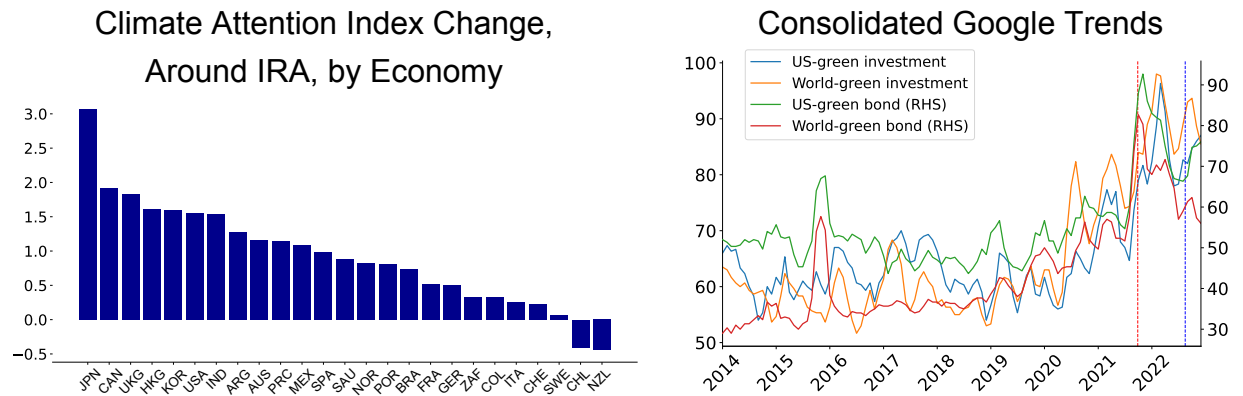 Climate Attention Index Change,
Around IRA, by Economy
3.0
2.5
2.0
1.5
1.0
0.5
0.0
−0.5
JPN CAN UKG HKG KOR USA IND ARG AUS PRC MEX SPA SAU NOR POR BRA FRA GER ZAF COL ITA CHE SWE CHL NZL
Consolidated Google Trends
US-green investment
World-green investment
US-green bond (RHS)
World-green bond (RHS)
100
90
80
70
60
50
90
80
70
60
50
40
30
2014 2015 2016 2017 2018 2019 2020 2021 2022